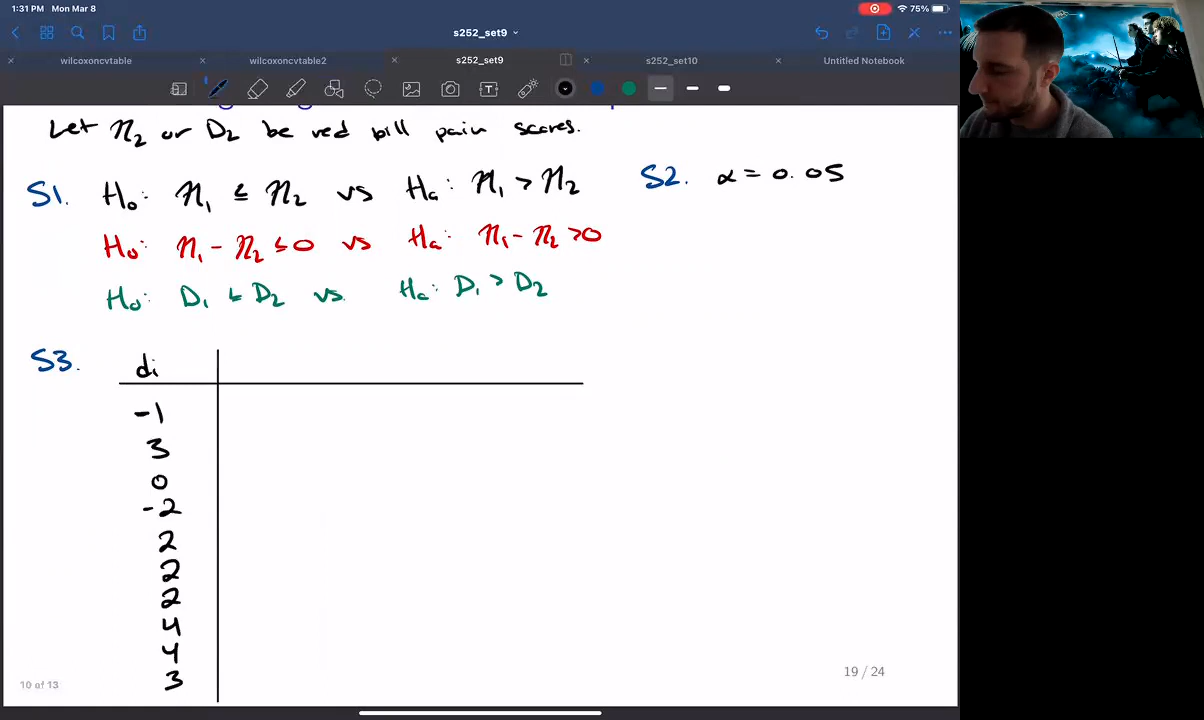 1:31 PM Mon Mar 8
75%
s252_set9
wilcoxoncvtable
wilcoxoncvtable2
s252_set9
s252_set10
Untitled Notebook
Let η₂ or D₂ be red pill pain scores.
S1. H₀: η₁ ≤ η₂ vs Hₐ: η₁ > η₂
S2. α = 0.05
H₀: η₁ - η₂ ≤ 0 vs Hₐ: η₁ - η₂ > 0
H₀: D₁ ≤ D₂ vs. Hₐ: D₁ > D₂
S3. di
-1
3
0
-2
2
2
2
4
4
3
10 of 13
19 / 24